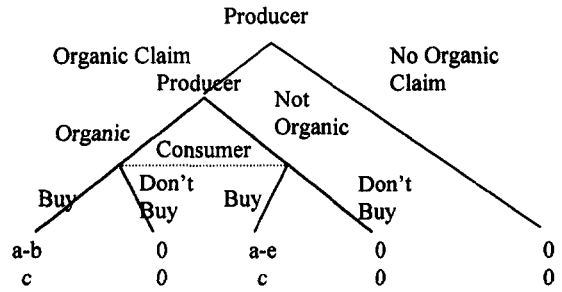 Producer
Organic Claim
No Organic
Claim
Producer
Not
Organic
Organic
Consumer
Buy
Don't
Buy
Buy
Don't
Buy
a-b 0 a-e 0 0
c 0 c 0 0